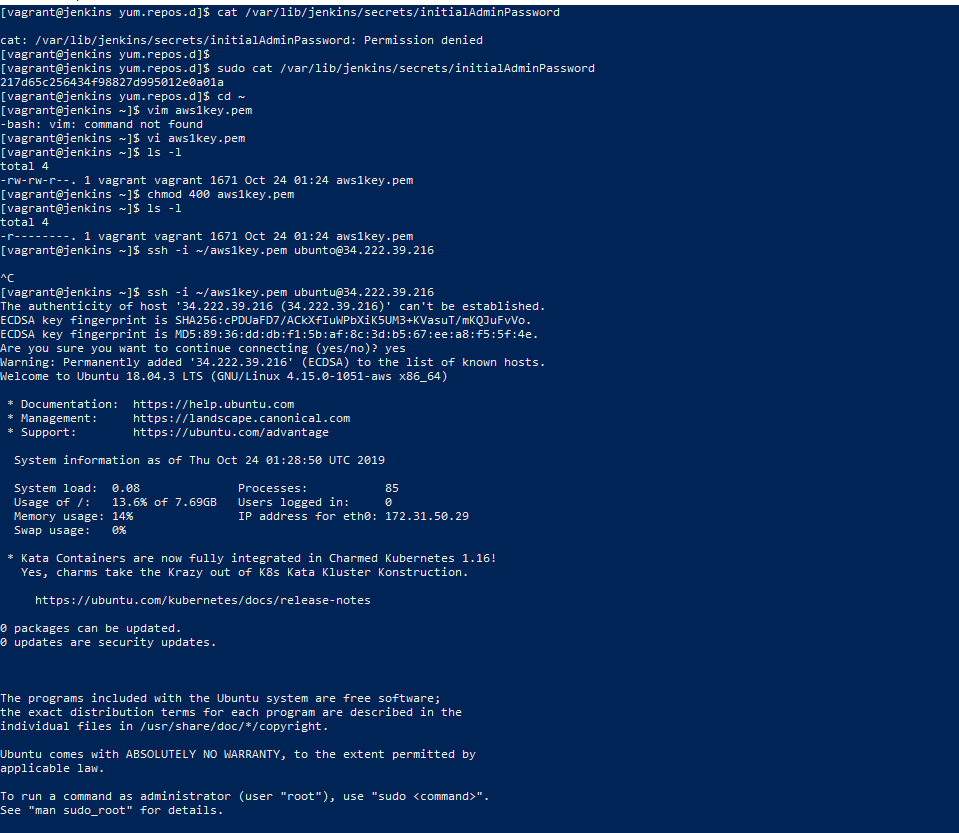 [vagrant@jenkins yum.repos.d]$ cat /var/lib/jenkins/secrets/initialAdminPassword
cat: /var/lib/jenkins/secrets/initialAdminPassword: Permission denied
[vagrant@jenkins yum.repos.d]$
[vagrant@jenkins yum.repos.d]$ sudo cat /var/lib/jenkins/secrets/initialAdminPassword
217d65c256434f98827d995012e0a01a
[vagrant@jenkins yum.repos.d]$ cd ~
[vagrant@jenkins ~]$ vim aws1key.pem
-bash: vim: command not found
[vagrant@jenkins ~]$ vi aws1key.pem
[vagrant@jenkins ~]$ ls -l
total 4
-rw-rw-r--. 1 vagrant vagrant 1671 Oct 24 01:24 aws1key.pem
[vagrant@jenkins ~]$ chmod 400 aws1key.pem
[vagrant@jenkins ~]$ ls -l
total 4
-r--------. 1 vagrant vagrant 1671 Oct 24 01:24 aws1key.pem
[vagrant@jenkins ~]$ ssh -i ~/aws1key.pem ubunto@34.222.39.216
^C
[vagrant@jenkins ~]$ ssh -i ~/aws1key.pem ubuntu@34.222.39.216
The authenticity of host '34.222.39.216 (34.222.39.216)' can't be established.
ECDSA key fingerprint is SHA256:cPDUaFD7/ACkXfIuWPbXiK5UM3+KVasuT/mKQJuFvVo.
ECDSA key fingerprint is MD5:89:36:dd:db:f1:5b:af:8c:3d:b5:67:ee:a8:f5:5f:4e.
Are you sure you want to continue connecting (yes/no)? yes
Warning: Permanently added '34.222.39.216' (ECDSA) to the list of known hosts.
Welcome to Ubuntu 18.04.3 LTS (GNU/Linux 4.15.0-1051-aws x86_64)
* Documentation:  https://help.ubuntu.com
* Management:     https://landscape.canonical.com
* Support:        https://ubuntu.com/advantage
System information as of Thu Oct 24 01:28:50 UTC 2019
System load:  0.08              Processes:           85
Usage of /:   13.6% of 7.69GB   Users logged in:     0
Memory usage: 14%               IP address for eth0: 172.31.50.29
Swap usage:   0%
* Kata Containers are now fully integrated in Charmed Kubernetes 1.16!
Yes, charms take the Krazy out of K8s Kata Kluster Konstruction.
https://ubuntu.com/kubernetes/docs/release-notes
0 packages can be updated.
0 updates are security updates.
The programs included with the Ubuntu system are free software;
the exact distribution terms for each program are described in the
individual files in /usr/share/doc/*/copyright.
Ubuntu comes with ABSOLUTELY NO WARRANTY, to the extent permitted by
applicable law.
To run a command as administrator (user "root"), use "sudo <command>".
See "man sudo_root" for details.